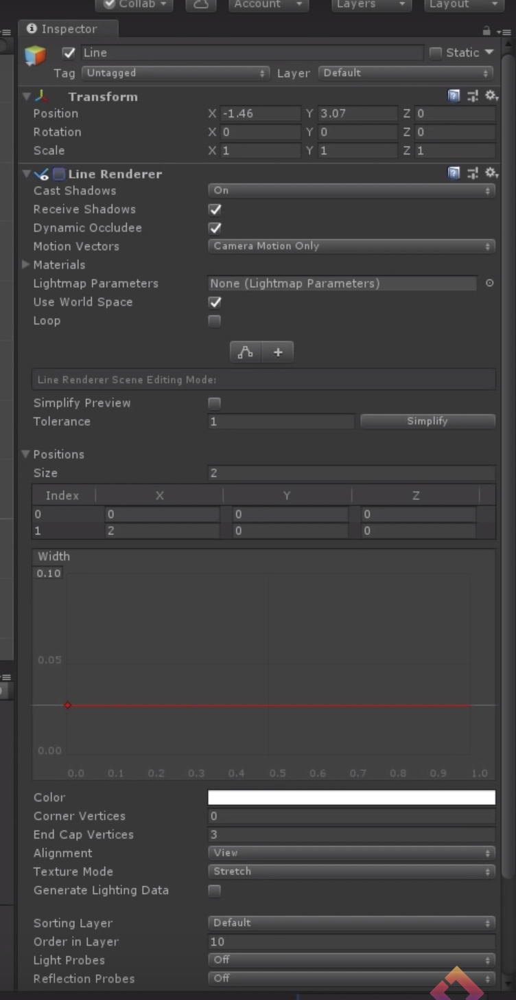 Collab Account Layers Layout
Inspector
Line Static
Tag Untagged Layer Default
Transform
Position X -1.46 Y 3.07 Z 0
Rotation X 0 Y 0 Z 0
Scale X 1 Y 1 Z 1
Line Renderer
Cast Shadows On
Receive Shadows
Dynamic Occludee
Motion Vectors Camera Motion Only
Materials
Lightmap Parameters None (Lightmap Parameters)
Use World Space
Loop
+
Line Renderer Scene Editing Mode:
Simplify Preview
Tolerance 1 Simplify
Positions
Size 2
Index X Y Z
0 0 0 0
1 2 0 0
Width
0.10
0.05
0.00
0.0 0.1 0.2 0.3 0.4 0.5 0.6 0.7 0.8 0.9 1.0
Color
Corner Vertices 0
End Cap Vertices 3
Alignment View
Texture Mode Stretch
Generate Lighting Data
Sorting Layer Default
Order in Layer 10
Light Probes Off
Reflection Probes Off